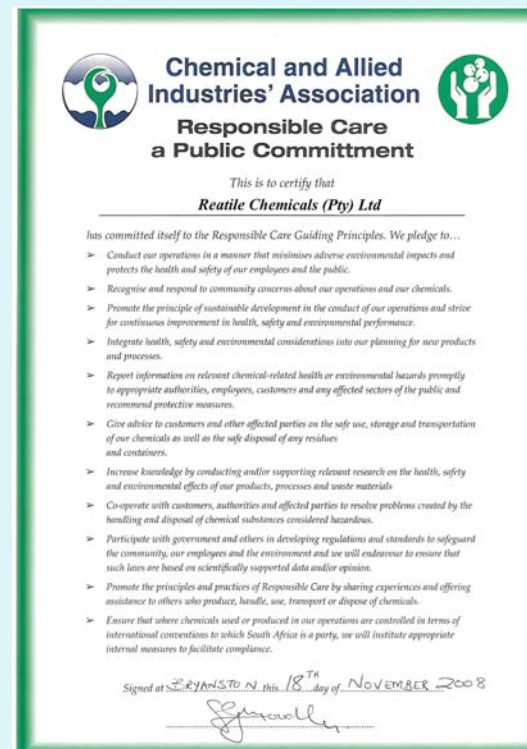 Chemical and Allied
Industries' Association
Responsible Care
a Public Committment
This is to certify that
Reatile Chemicals (Pty) Ltd
has committed itself to the Responsible Care Guiding Principles. We pledge to...
➢ Conduct our operations in a manner that minimises adverse environmental impacts and
protects the health and safety of our employees and the public.
➢ Recognise and respond to community concerns about our operations and our chemicals.
➢ Promote the principle of sustainable development in the conduct of our operations and strive
for continuous improvement in health, safety and environmental performance.
➢ Integrate health, safety and environmental considerations into our planning for new products
and processes.
➢ Report information on relevant chemical-related health or environmental hazards promptly
to appropriate authorities, employees, customers and any affected sectors of the public and
recommend protective measures.
➢ Give advice to customers and other affected parties on the safe use, storage and transportation
of our chemicals as well as the safe disposal of any residues
and containers.
➢ Increase knowledge by conducting and/or supporting relevant research on the health, safety
and environmental effects of our products, processes and waste materials
➢ Co-operate with customers, authorities and affected parties to resolve problems created by the
handling and disposal of chemical substances considered hazardous.
➢ Participate with government and others in developing regulations and standards to safeguard
the community, our employees and the environment and we will endeavour to ensure that
such laws are based on scientifically supported data and/or opinion.
➢ Promote the principles and practices of Responsible Care by sharing experiences and offering
assistance to others who produce, handle, use, transport or dispose of chemicals.
➢ Ensure that where chemicals used or produced in our operations are controlled in terms of
international conventions to which South Africa is a party, we will institute appropriate
internal measures to facilitate compliance.
Signed at BRYANSTON this 18TH day of NOVEMBER 2008